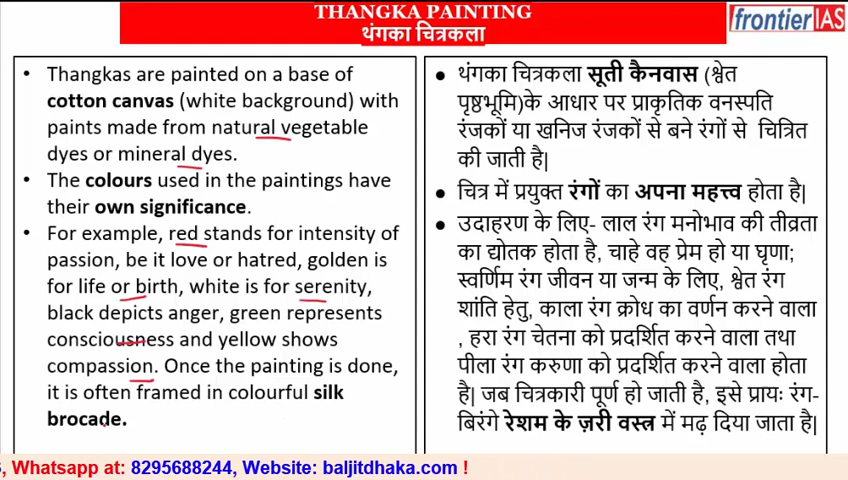 THANGKA PAINTING
थंगका चित्रकला
frontierIAS
• Thangkas are painted on a base of
cotton canvas (white background) with
paints made from natural vegetable
dyes or mineral dyes.
• The colours used in the paintings have
their own significance.
• For example, red stands for intensity of
passion, be it love or hatred, golden is
for life or birth, white is for serenity,
black depicts anger, green represents
consciousness and yellow shows
compassion. Once the painting is done,
it is often framed in colourful silk
brocade.
• थंगका चित्रकला सूती कैनवास (श्वेत
पृष्ठभूमि)के आधार पर प्राकृतिक वनस्पति
रंजकों या खनिज रंजकों से बने रंगों से चित्रित
की जाती है|
• चित्र में प्रयुक्त रंगों का अपना महत्त्व होता है|
• उदाहरण के लिए- लाल रंग मनोभाव की तीव्रता
का द्योतक होता है, चाहे वह प्रेम हो या घृणा;
स्वर्णिम रंग जीवन या जन्म के लिए, श्वेत रंग
शांति हेतु, काला रंग क्रोध का वर्णन करने वाला
, हरा रंग चेतना को प्रदर्शित करने वाला तथा
पीला रंग करुणा को प्रदर्शित करने वाला होता
है| जब चित्रकारी पूर्ण हो जाती है, इसे प्रायः रंग-
बिरंगे रेशम के ज़री वस्त्र में मढ़ दिया जाता है|
, Whatsapp at: 8295688244, Website: baljitdhaka.com !